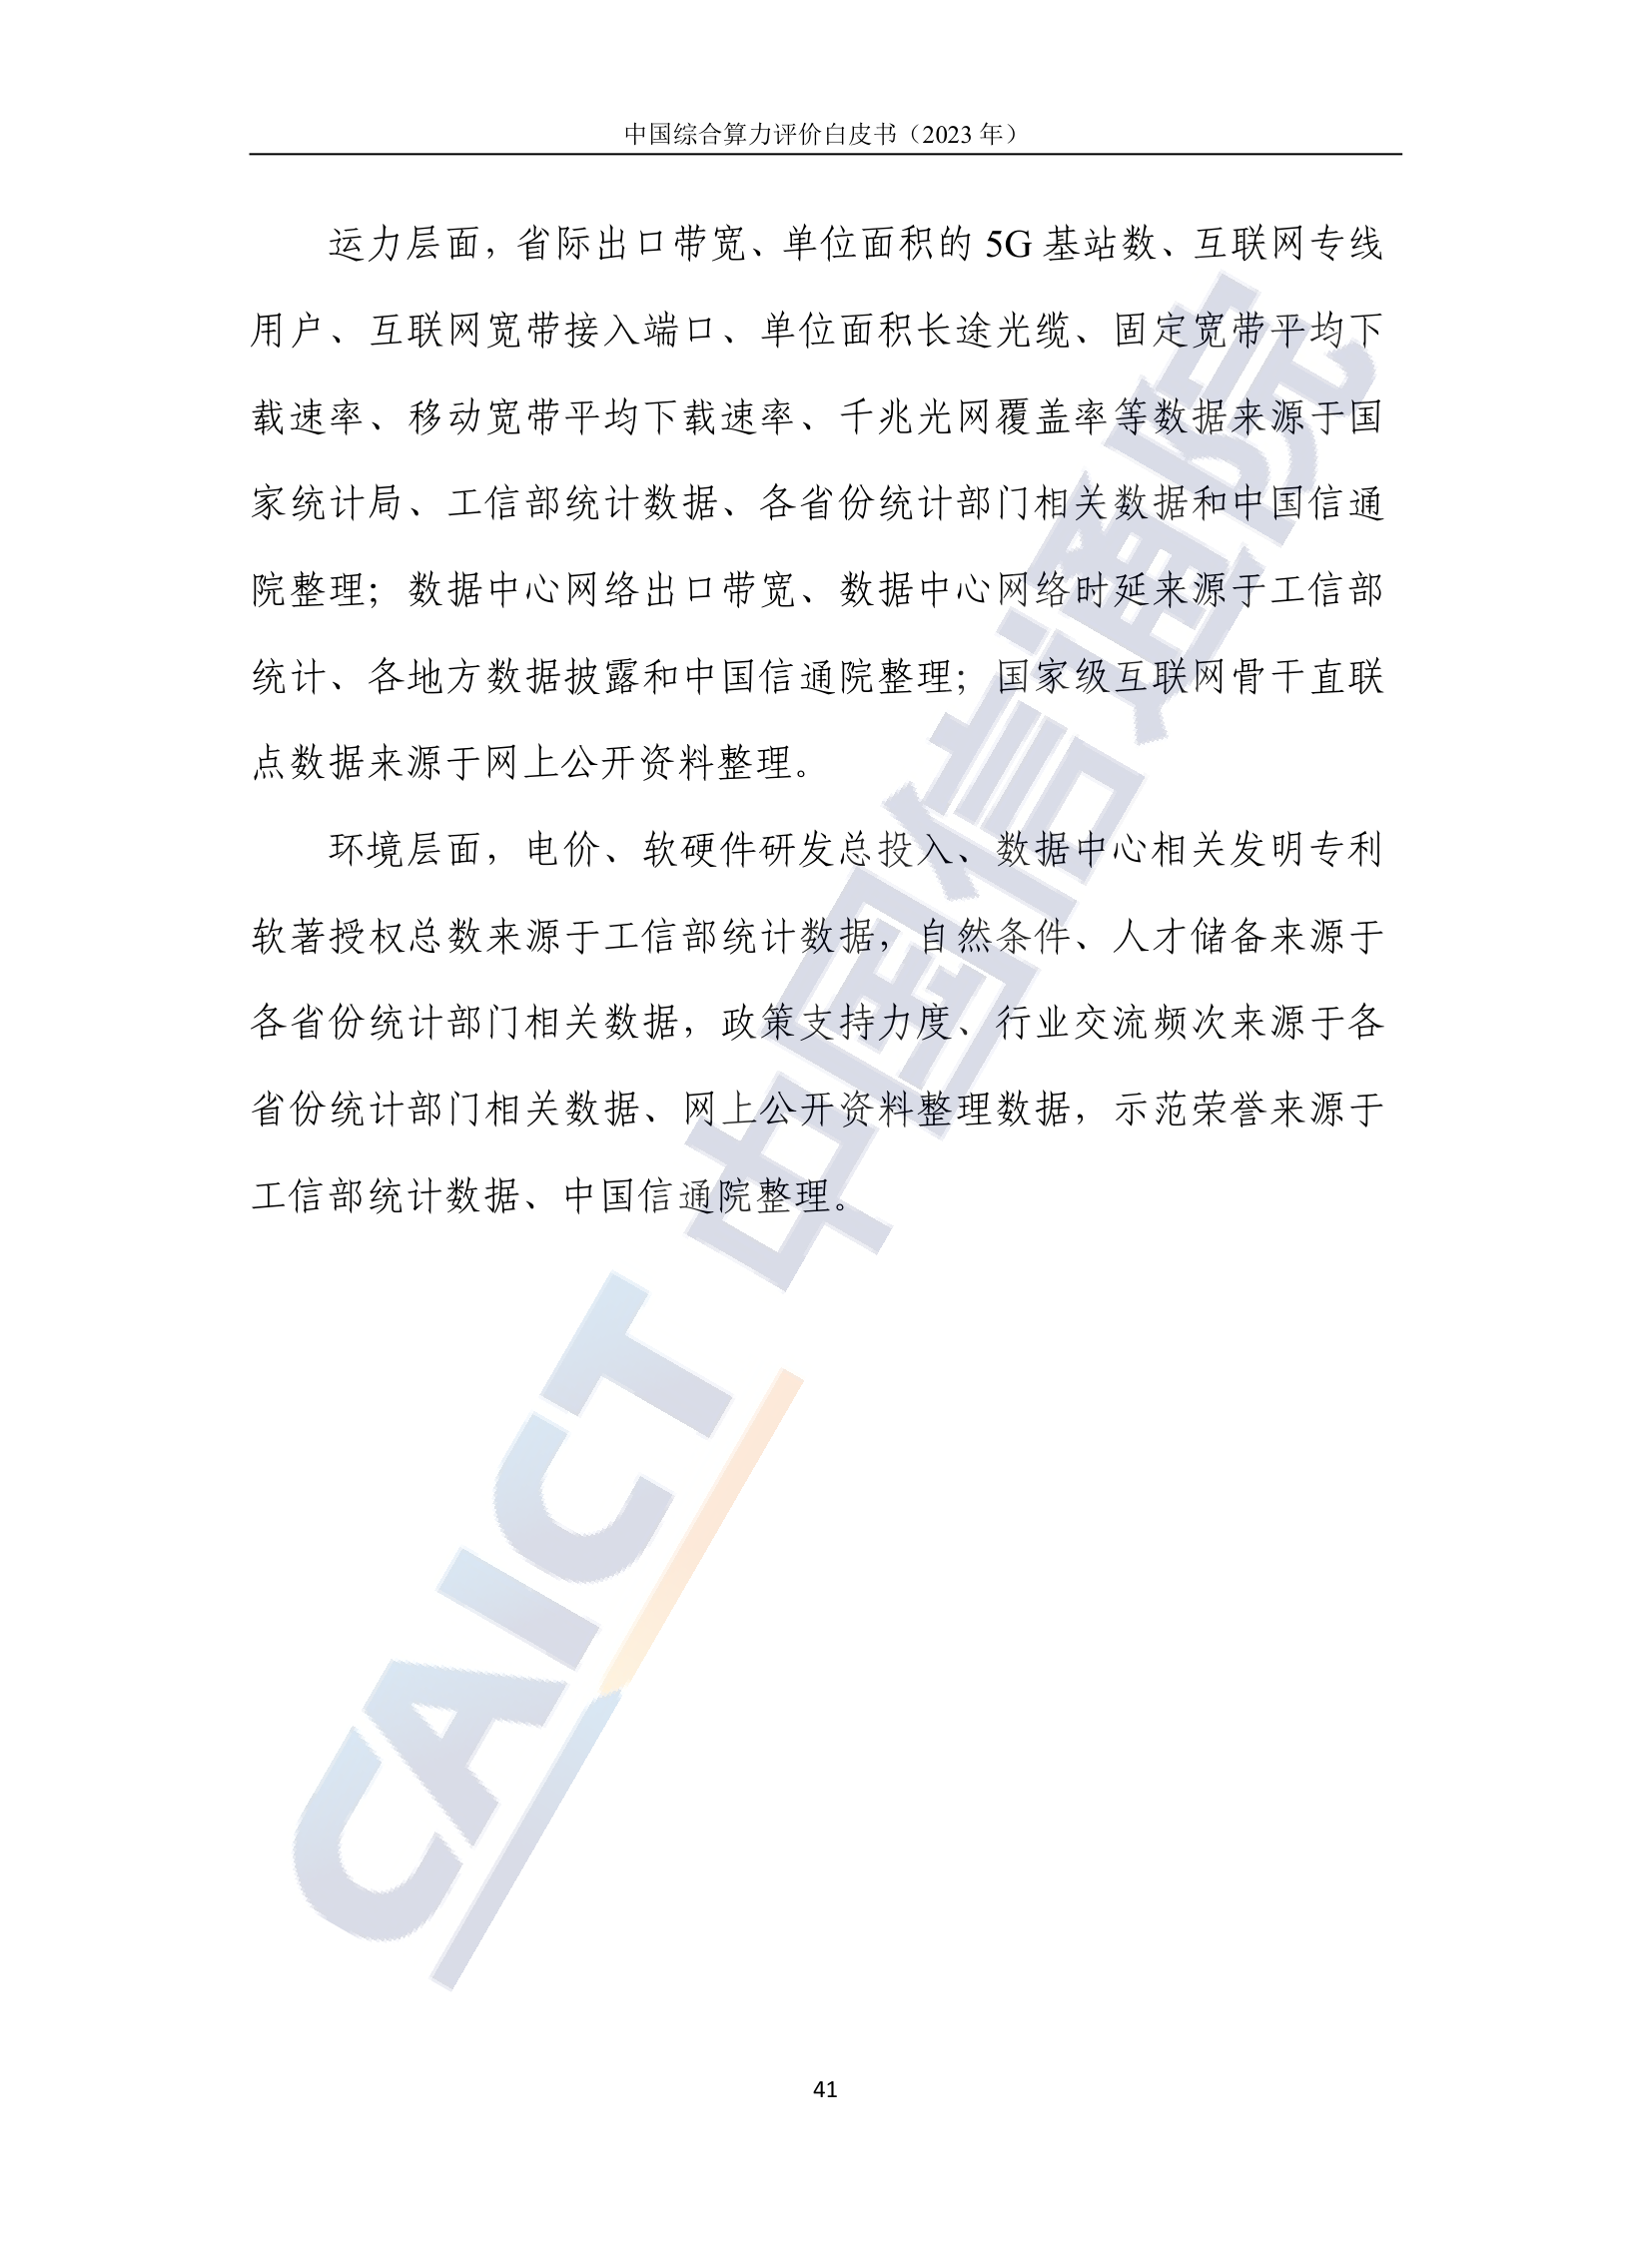 中国综合算力评价白皮书（2023 年）
运力层面，省际出口带宽、单位面积的 5G 基站数、互联网专线
用户、互联网宽带接入端口、单位面积长途光缆、固定宽带平均下
载速率、移动宽带平均下载速率、千兆光网覆盖率等数据来源于国
家统计局、工信部统计数据、各省份统计部门相关数据和中国信通
院整理；数据中心网络出口带宽、数据中心网络时延来源于工信部
统计、各地方数据披露和中国信通院整理；国家级互联网骨干直联
点数据来源于网上公开资料整理。
环境层面，电价、软硬件研发总投入、数据中心相关发明专利
软著授权总数来源于工信部统计数据，自然条件、人才储备来源于
各省份统计部门相关数据，政策支持力度、行业交流频次来源于各
省份统计部门相关数据、网上公开资料整理数据，示范荣誉来源于
工信部统计数据、中国信通院整理。
CAICT 中国信通院
41